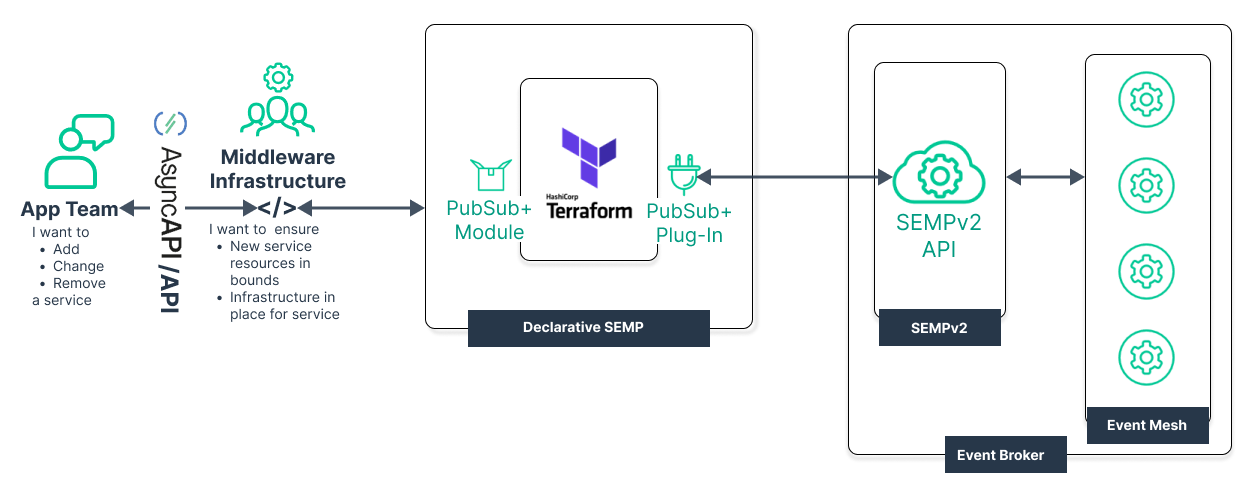 App Team
I want to
• Add
• Change
• Remove
a service
AsyncAPI /API
Middleware
Infrastructure
</>
I want to  ensure
• New service
resources in
bounds
• Infrastructure in
place for service
PubSub+
Module
HashiCorp
Terraform
PubSub+
Plug-In
Declarative SEMP
SEMPv2
API
SEMPv2
Event Mesh
Event Broker